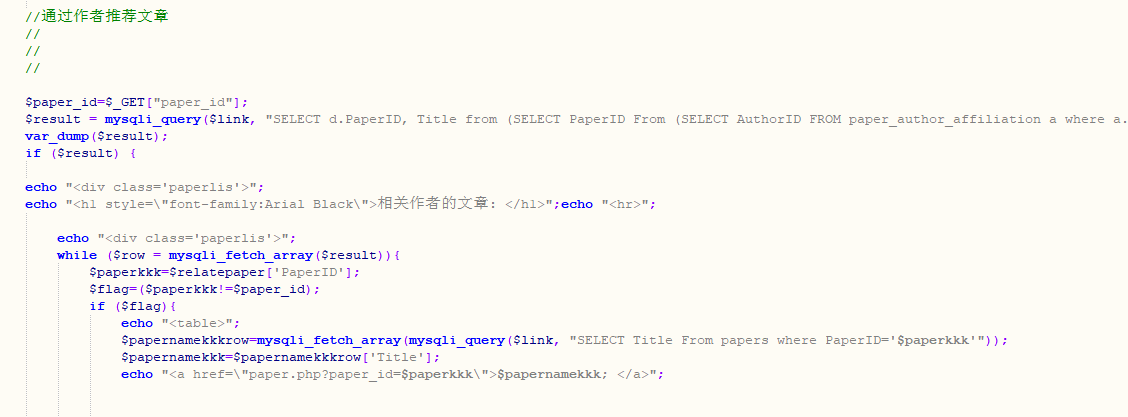 //通过作者推荐文章
//
//
//
$paper_id=$_GET["paper_id"];
$result = mysqli_query($link, "SELECT d.PaperID, Title from (SELECT PaperID From (SELECT AuthorID FROM paper_author_affiliation a where a.
var_dump($result);
if ($result) {
echo "<div class='paperlis'>";
echo "<h1 style=\"font-family:Arial Black\">相关作者的文章: </h1>";echo "<hr>";
echo "<div class='paperlis'>";
while ($row = mysqli_fetch_array($result)){
$paperkkk=$relatepaper['PaperID'];
$flag=($paperkkk!=$paper_id);
if ($flag){
echo "<table>";
$papernamekkkrow=mysqli_fetch_array(mysqli_query($link, "SELECT Title From papers where PaperID='$paperkkk'"));
$papernamekkk=$papernamekkkrow['Title'];
echo "<a href=\"paper.php?paper_id=$paperkkk\">$papernamekkk; </a>";